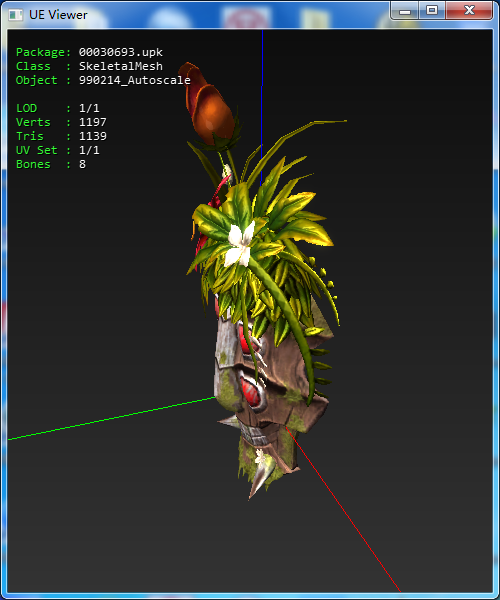 UE Viewer
Package: 00030693.upk
Class : SkeletalMesh
Object : 990214_Autoscale
LOD : 1/1
Verts : 1197
Tris : 1139
UV Set : 1/1
Bones : 8